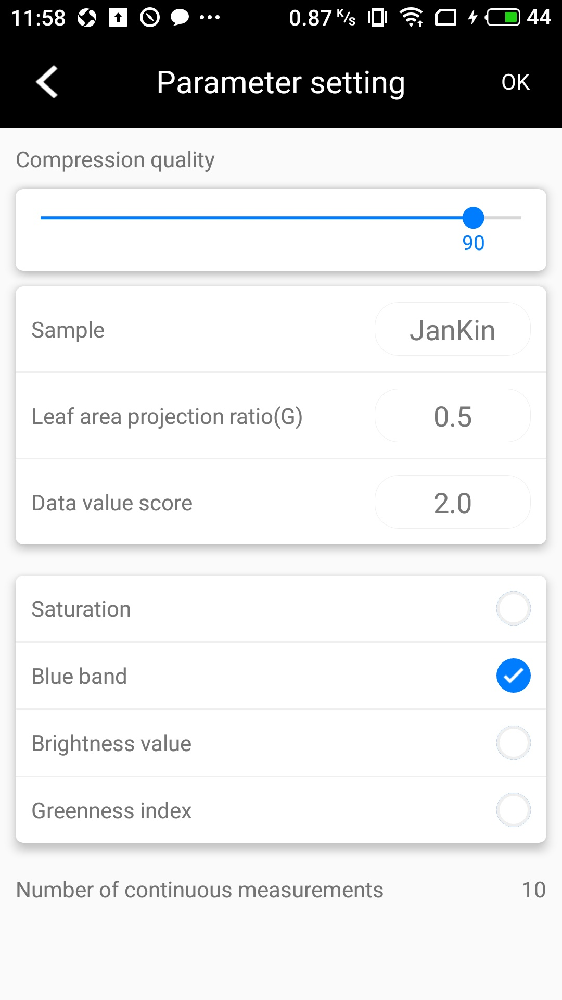 11:58 0.87 K/s 44
Parameter setting OK
Compression quality
90
Sample JanKin
Leaf area projection ratio(G) 0.5
Data value score 2.0
Saturation
Blue band
Brightness value
Greenness index
Number of continuous measurements 10